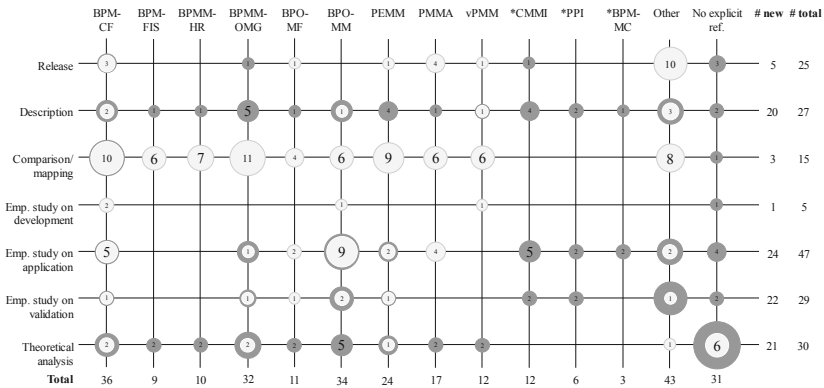 BPM- BPM- BPMM- BPMM- BPO- BPO- PEMM PMMA vPMM *CMMI *PPI *BPM- Other No explicit # new # total
CF FIS HR OMG MF MM MC ref.
Release 3 1 1 1 4 1 1 10 3 5 25
Description 2 1 1 5 1 1 4 1 1 4 2 1 3 2 20 27
Comparison/
mapping 10 6 7 11 4 6 9 6 6 8 1 3 15
Emp. study on
development 2 1 1 1 1 5
Emp. study on
application 5 1 2 9 2 4 5 2 2 2 4 24 47
Emp. study on
validation 1 1 1 2 1 2 2 1 2 22 29
Theoretical
analysis 2 2 2 2 2 5 1 2 2 1 6 21 30
Total 36 9 10 32 11 34 24 17 12 12 6 3 43 31